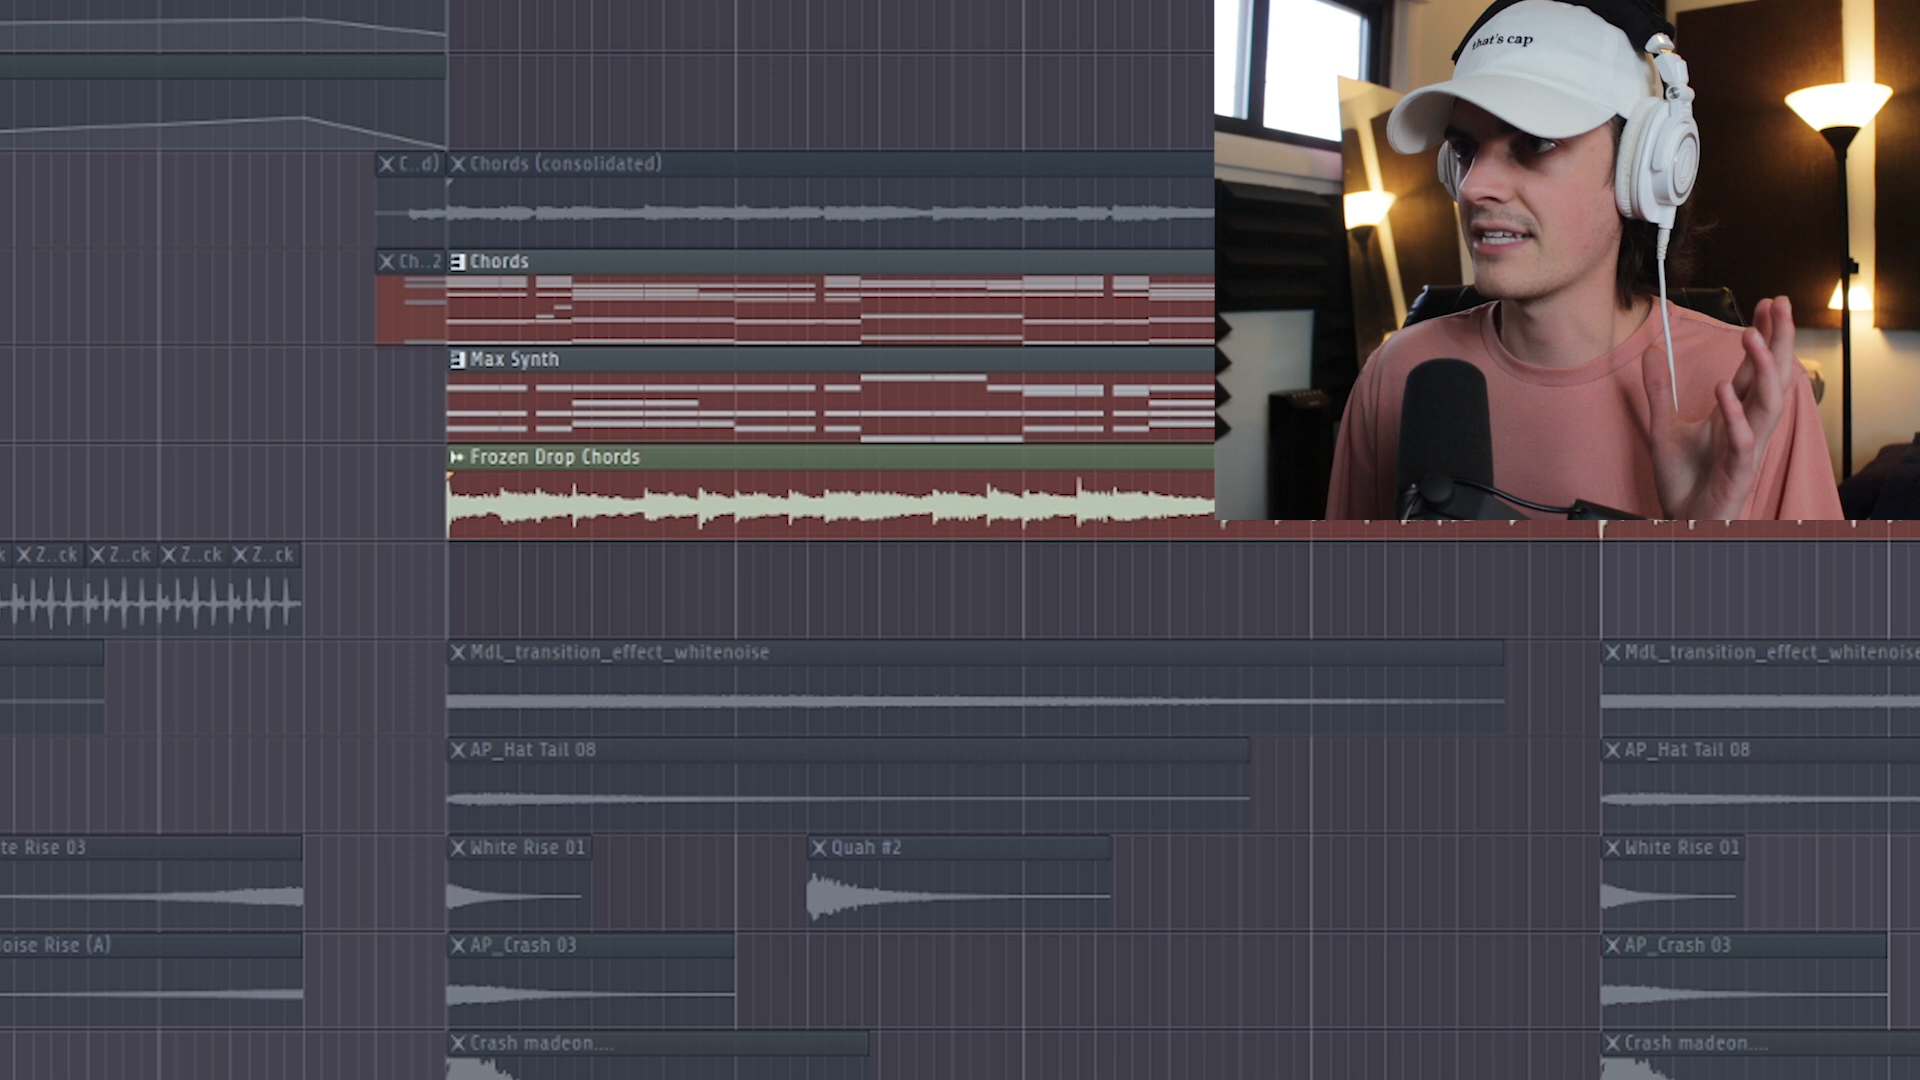 that's cap
C..d)
Chords (consolidated)
Ch..2
Chords
Max Synth
Frozen Drop Chords
k
Z..ck
Z..ck
Z..ck
Z..ck
MdL_transition_effect_whitenoise
MdL_transition_effect_whitenoise
AP_Hat Tail 08
AP_Hat Tail 08
te Rise 03
White Rise 01
Quah #2
White Rise 01
oise Rise (A)
AP_Crash 03
AP_Crash 03
Crash madeon....
Crash madeon....